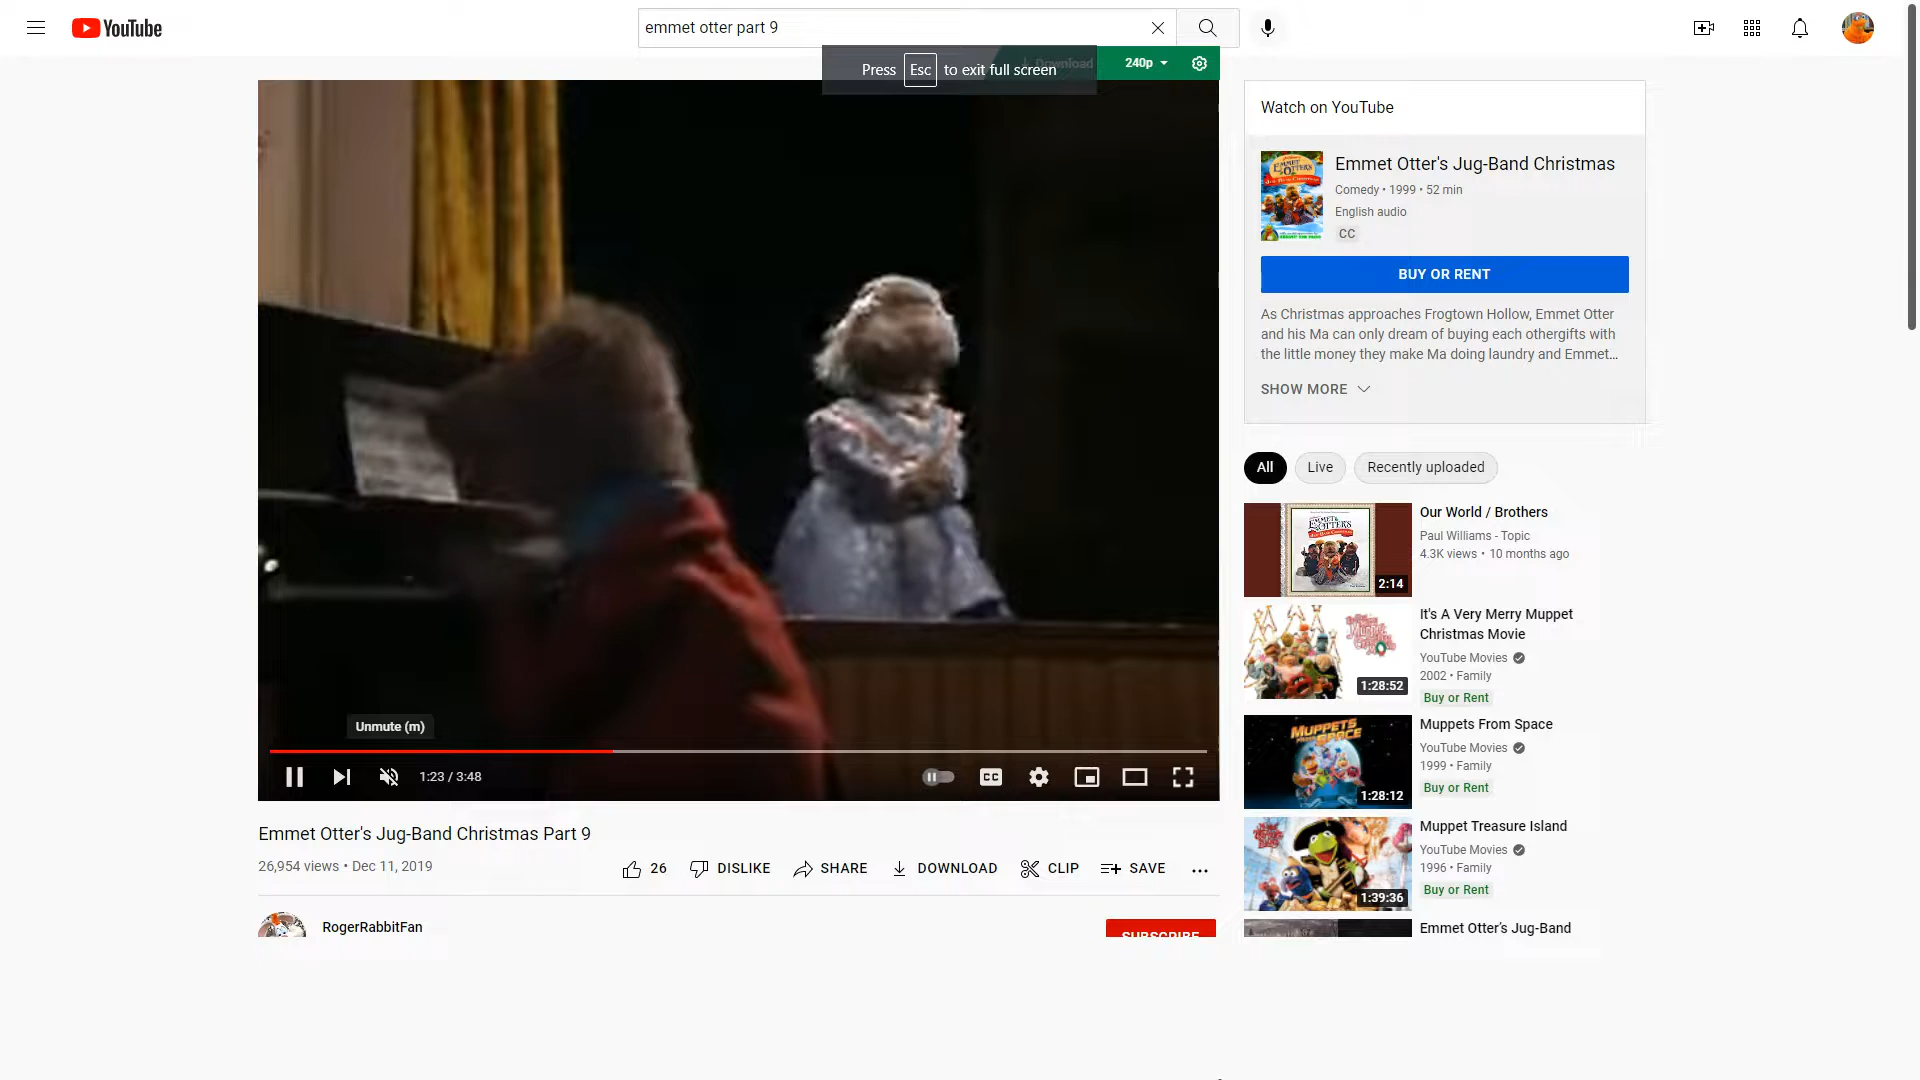 YouTube
emmet otter part 9
Press Esc to exit full screen
Download
240p
Watch on YouTube
Emmet Otter's Jug-Band Christmas
Comedy • 1999 • 52 min
English audio
CC
BUY OR RENT
As Christmas approaches Frogtown Hollow, Emmet Otter
and his Ma can only dream of buying each othergifts with
the little money they make Ma doing laundry and Emmet...
SHOW MORE
All
Live
Recently uploaded
2:14
Our World / Brothers
Paul Williams - Topic
4.3K views • 10 months ago
1:28:52
It's A Very Merry Muppet
Christmas Movie
YouTube Movies
2002 • Family
Buy or Rent
MUPPETS
SPACE
1:28:12
Muppets From Space
YouTube Movies
1999 • Family
Buy or Rent
1:39:36
Muppet Treasure Island
YouTube Movies
1996 • Family
Buy or Rent
Emmet Otter's Jug-Band
Unmute (m)
1:23 / 3:48
CC
Emmet Otter's Jug-Band Christmas Part 9
26,954 views • Dec 11, 2019
26
DISLIKE
SHARE
DOWNLOAD
CLIP
SAVE
RogerRabbitFan
SUBSCRIBE